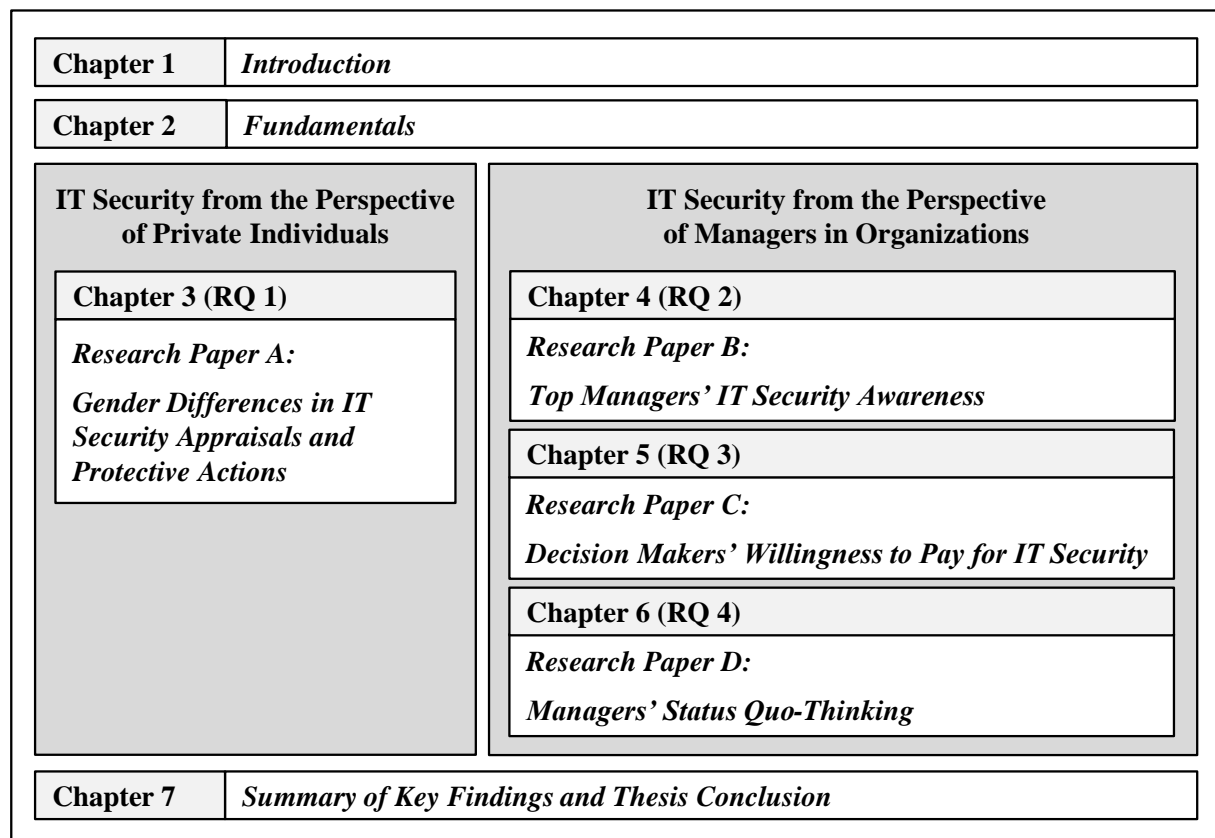 Chapter 1 Introduction
Chapter 2 Fundamentals
IT Security from the Perspective
of Private Individuals
Chapter 3 (RQ 1)
Research Paper A:
Gender Differences in IT
Security Appraisals and
Protective Actions
IT Security from the Perspective
of Managers in Organizations
Chapter 4 (RQ 2)
Research Paper B:
Top Managers’ IT Security Awareness
Chapter 5 (RQ 3)
Research Paper C:
Decision Makers’ Willingness to Pay for IT Security
Chapter 6 (RQ 4)
Research Paper D:
Managers’ Status Quo-Thinking
Chapter 7 Summary of Key Findings and Thesis Conclusion